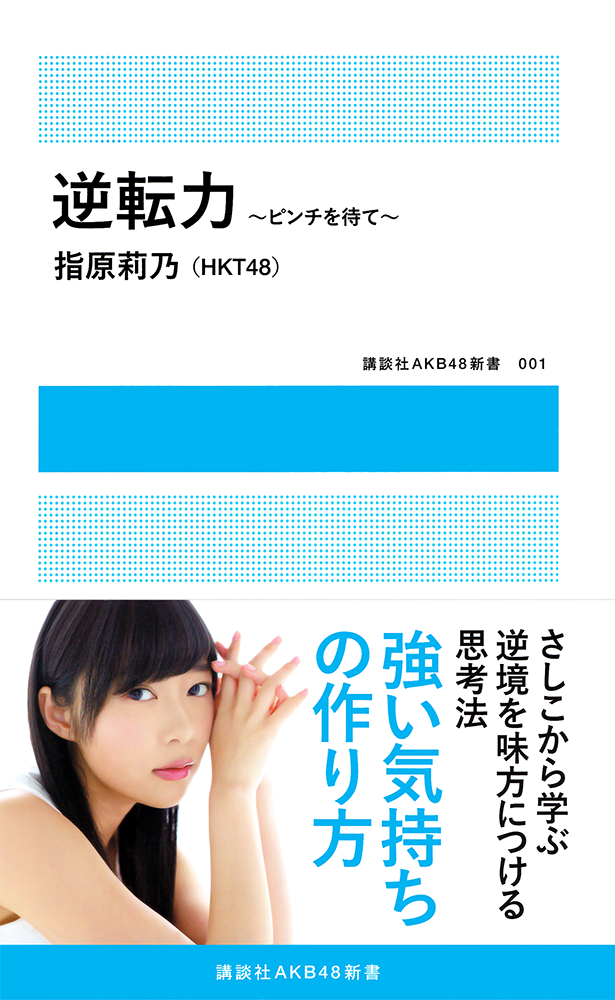 逆転力 ～ピンチを待て～
指原莉乃（HKT48）
講談社AKB48新書　001
さしこから学ぶ
逆境を味方につける
思考法
強い気持ち
の作り方
講談社AKB48新書